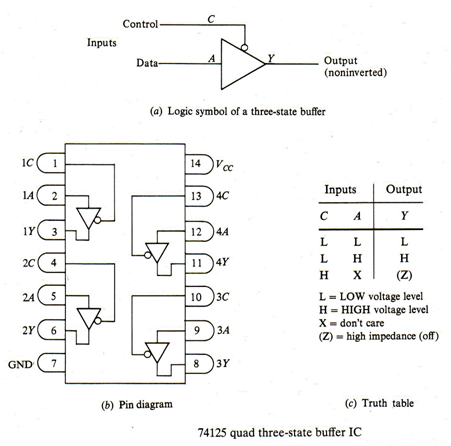 Control
C
Inputs
Data
A
Y
Output
(noninverted)
(a) Logic symbol of a three-state buffer
1C 1
1A 2
1Y 3
2C 4
2A 5
2Y 6
GND 7
14 VCC
13 4C
12 4A
11 4Y
10 3C
9 3A
8 3Y
(b) Pin diagram
Inputs Output
C A Y
L L L
L H H
H X (Z)
L = LOW voltage level
H = HIGH voltage level
X = don't care
(Z) = high impedance (off)
(c) Truth table
74125 quad three-state buffer IC